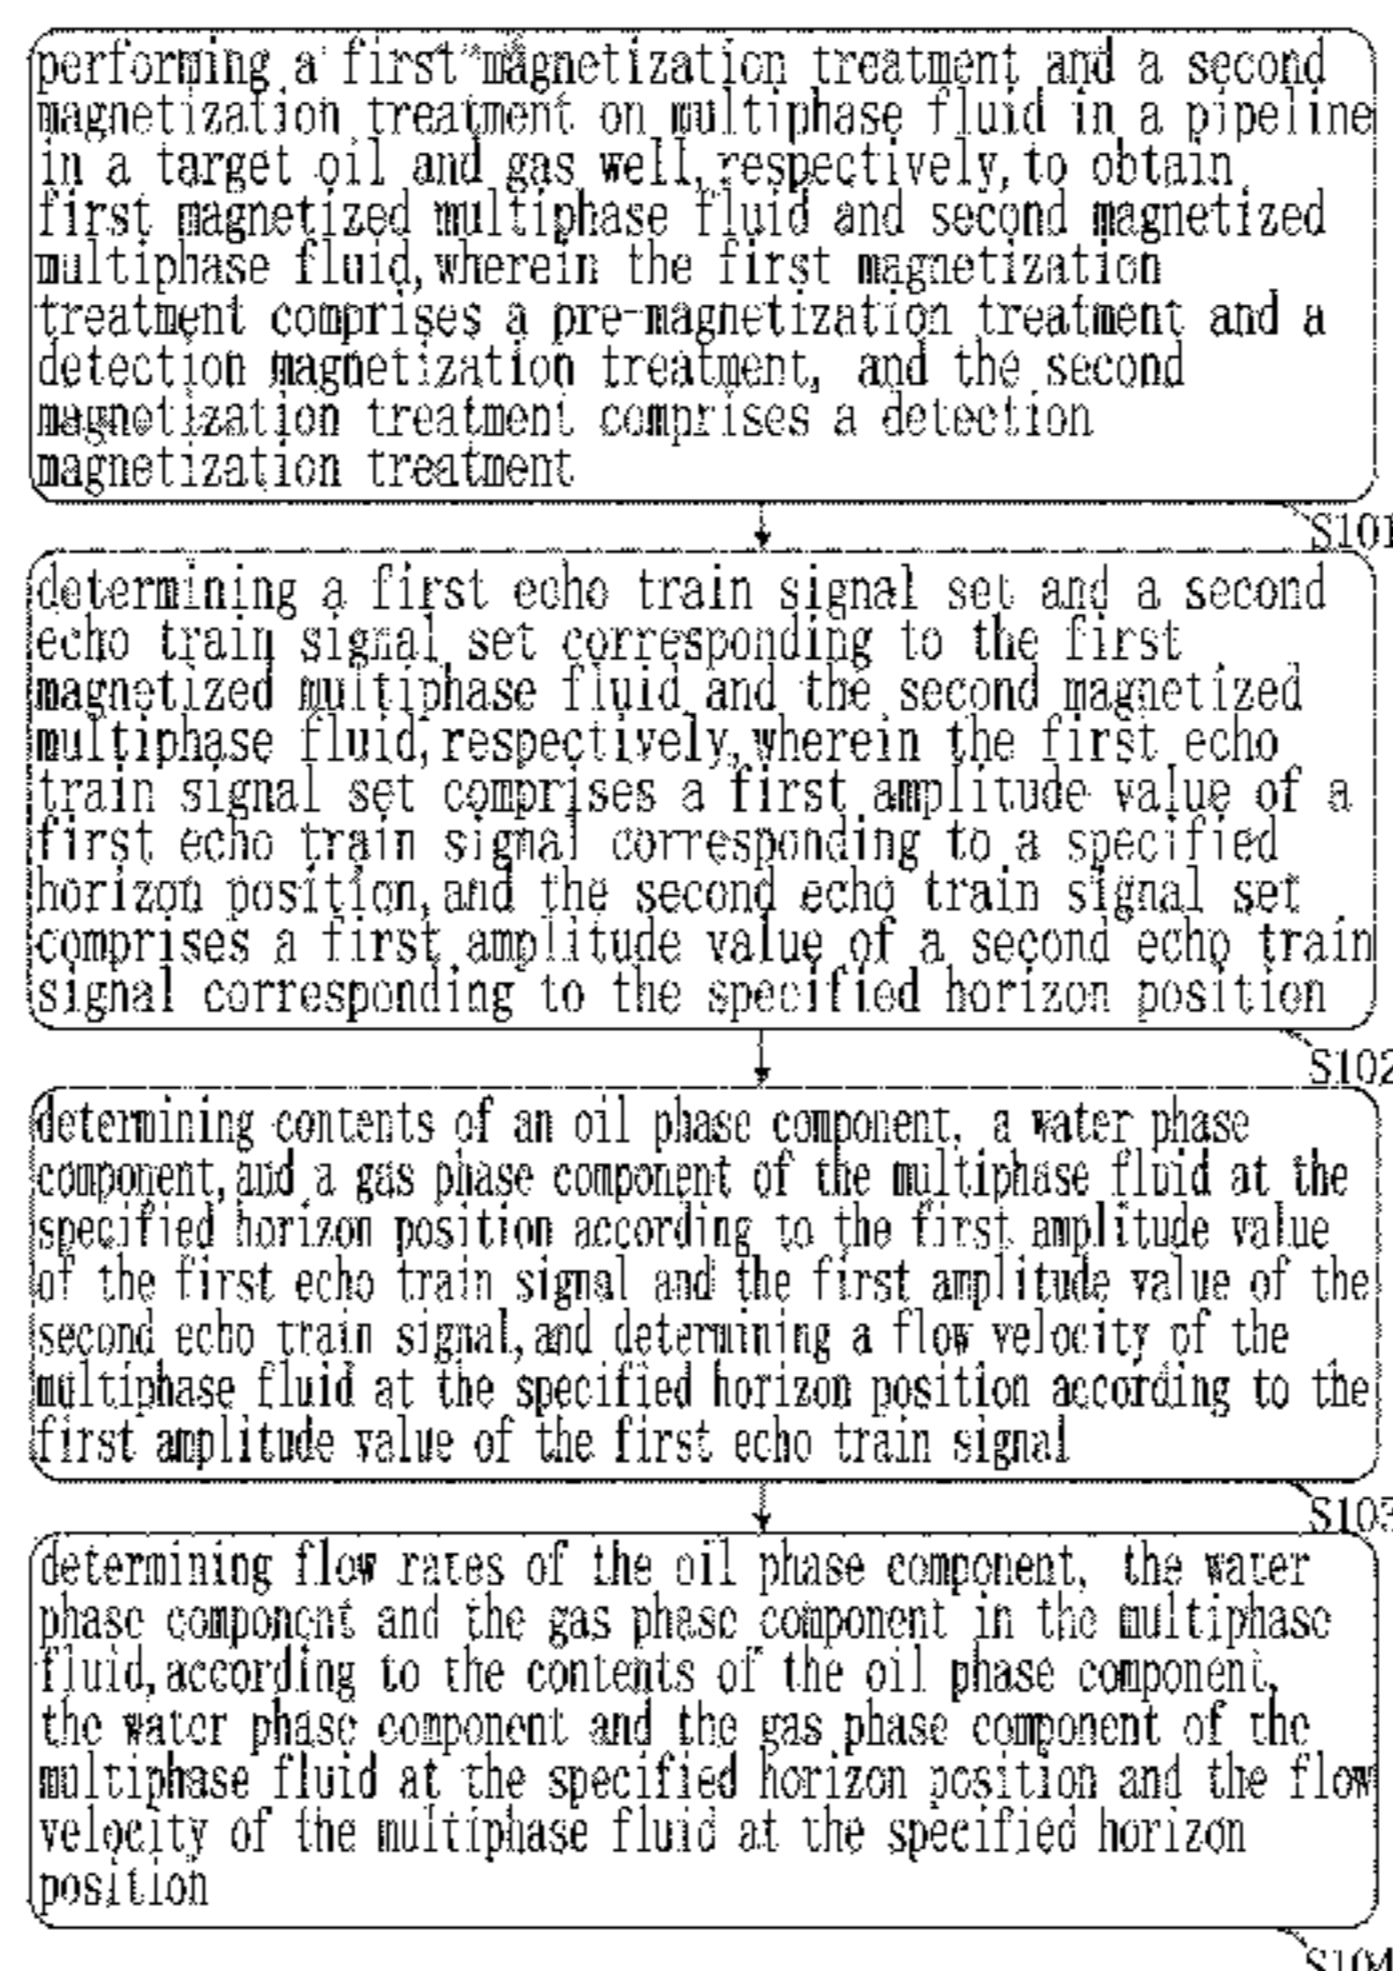 performing a first magnetization treatment and a second
magnetization treatment on multiphase fluid in a pipeline
in a target oil and gas well, respectively, to obtain
first magnetized multiphase fluid and second magnetized
multiphase fluid, wherein the first magnetization
treatment comprises a pre-magnetization treatment and a
detection magnetization treatment, and the second
magnetization treatment comprises a detection
magnetization treatment
S101
determining a first echo train signal set and a second
echo train signal set corresponding to the first
magnetized multiphase fluid and the second magnetized
multiphase fluid, respectively, wherein the first echo
train signal set comprises a first amplitude value of a
first echo train signal corresponding to a specified
horizon position, and the second echo train signal set
comprises a first amplitude value of a second echo train
signal corresponding to the specified horizon position
S102
determining contents of an oil phase component, a water phase
component, and a gas phase component of the multiphase fluid at the
specified horizon position according to the first amplitude value
of the first echo train signal and the first amplitude value of the
second echo train signal, and determining a flow velocity of the
multiphase fluid at the specified horizon position according to the
first amplitude value of the first echo train signal
S103
determining flow rates of the oil phase component, the water
phase component and the gas phase component in the multiphase
fluid, according to the contents of the oil phase component,
the water phase component and the gas phase component of the
multiphase fluid at the specified horizon position and the flow
velocity of the multiphase fluid at the specified horizon
position
S104